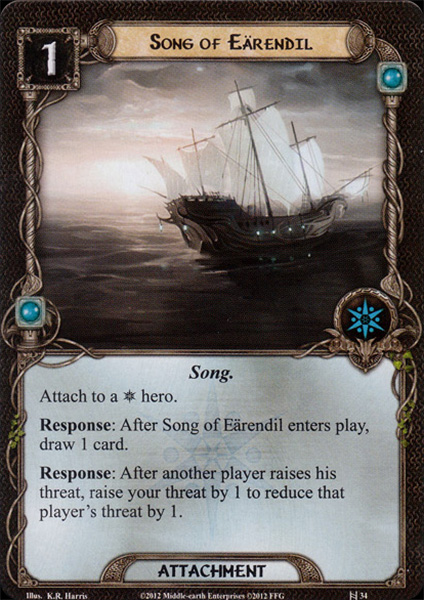 1
Song of Eärendil
Song.
Attach to a hero.
Response: After Song of Eärendil enters play,
draw 1 card.
Response: After another player raises his
threat, raise your threat by 1 to reduce that
player's threat by 1.
Attachment
Illus. K.R. Harris ©2012 Middle-earth Enterprises ©2012 FFG 34